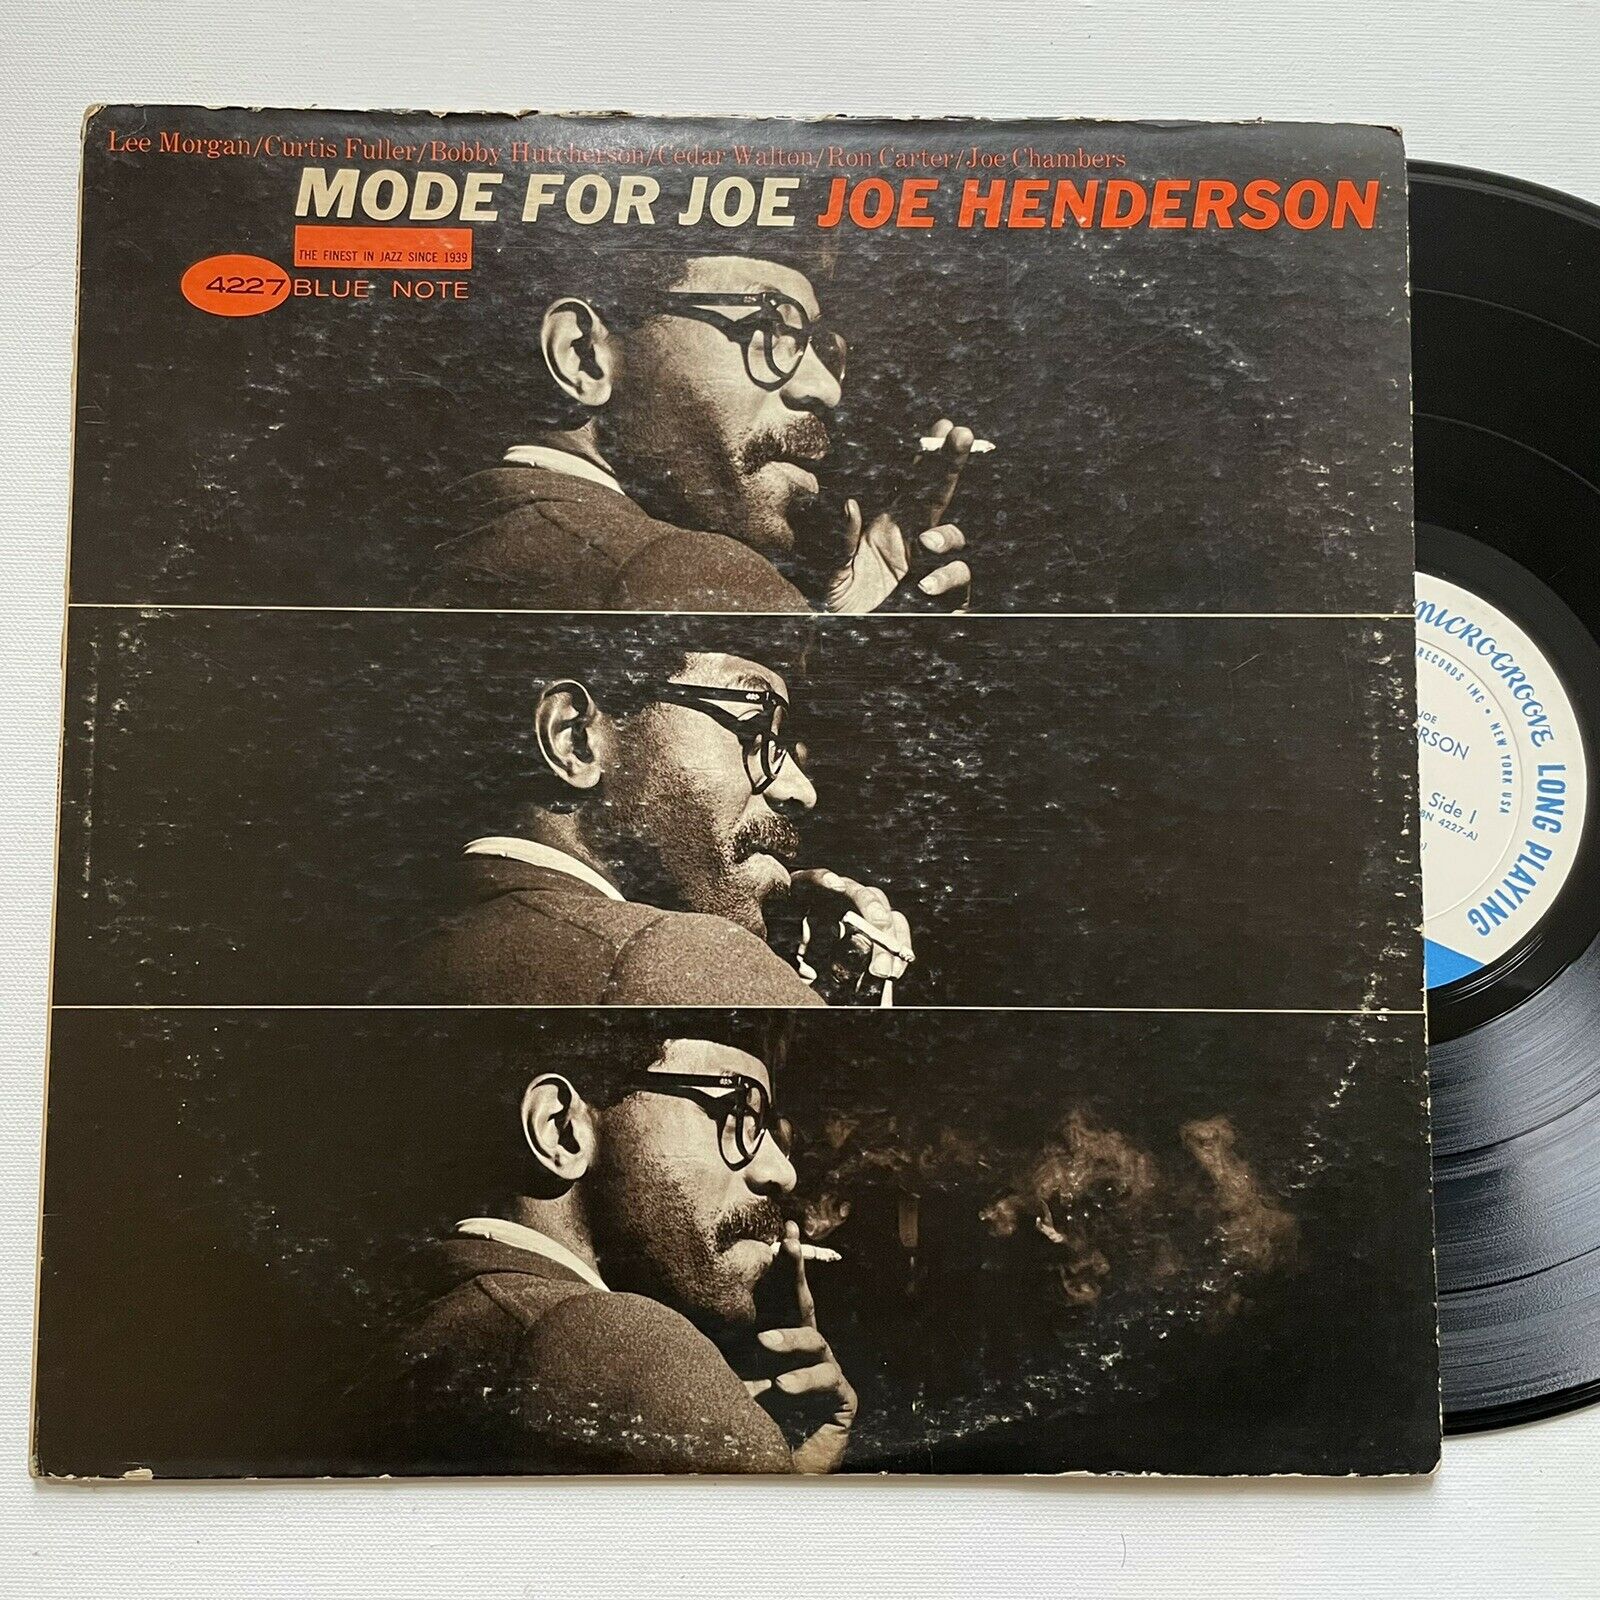 Lee Morgan/Curtis Fuller/Bobby Hutcherson/Cedar Walton/Ron Carter/Joe Chambers
MODE FOR JOE JOE HENDERSON
THE FINEST IN JAZZ SINCE 1939
4227 BLUE NOTE
MICROGROOVE LONG PLAYING
RECORDS INC • NEW YORK USA
JOE
Side 1
4227-A)